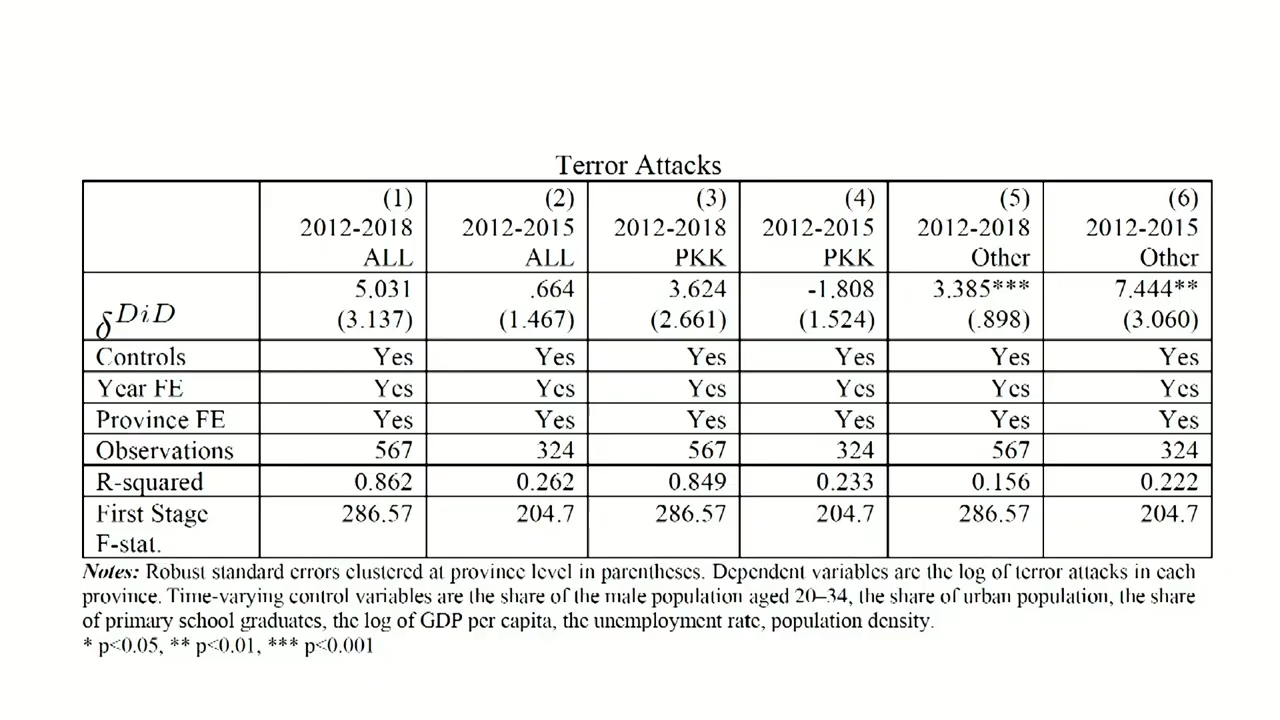 Terror Attacks
(1) (2) (3) (4) (5) (6)
2012-2018 2012-2015 2012-2018 2012-2015 2012-2018 2012-2015
ALL ALL PKK PKK Other Other
δ^DiD 5.031 .664 3.624 -1.808 3.385*** 7.444**
(3.137) (1.467) (2.661) (1.524) (.898) (3.060)
Controls Yes Yes Yes Yes Yes Yes
Year FE Yes Yes Yes Yes Yes Yes
Province FE Yes Yes Yes Yes Yes Yes
Observations 567 324 567 324 567 324
R-squared 0.862 0.262 0.849 0.233 0.156 0.222
First Stage 286.57 204.7 286.57 204.7 286.57 204.7
F-stat.
Notes: Robust standard errors clustered at province level in parentheses. Dependent variables are the log of terror attacks in each
province. Time-varying control variables are the share of the male population aged 20–34, the share of urban population, the share
of primary school graduates, the log of GDP per capita, the unemployment rate, population density.
* p<0.05, ** p<0.01, *** p<0.001